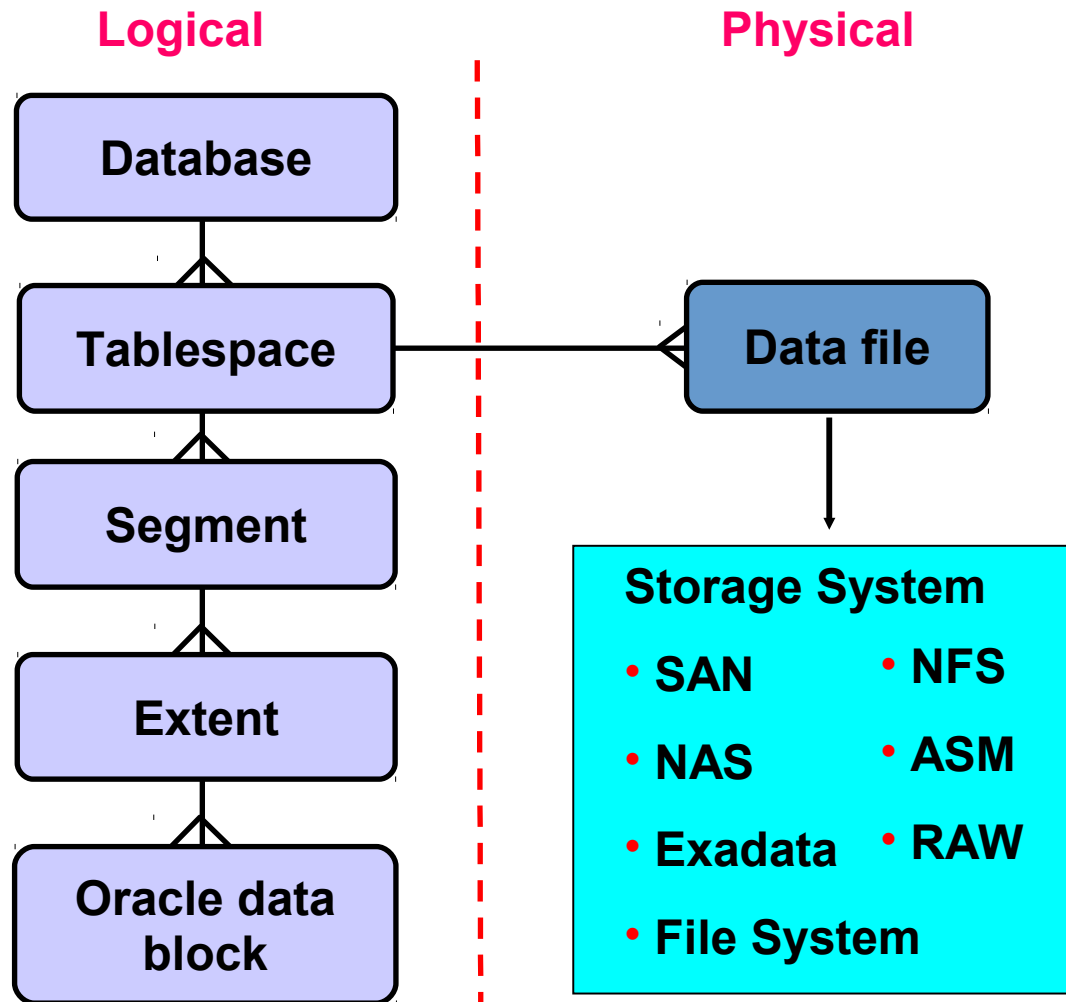 Logical
Physical
Database
Tablespace
Data file
Segment
Extent
Oracle data
block
Storage System
• SAN
• NFS
• NAS
• ASM
• Exadata
• RAW
• File System